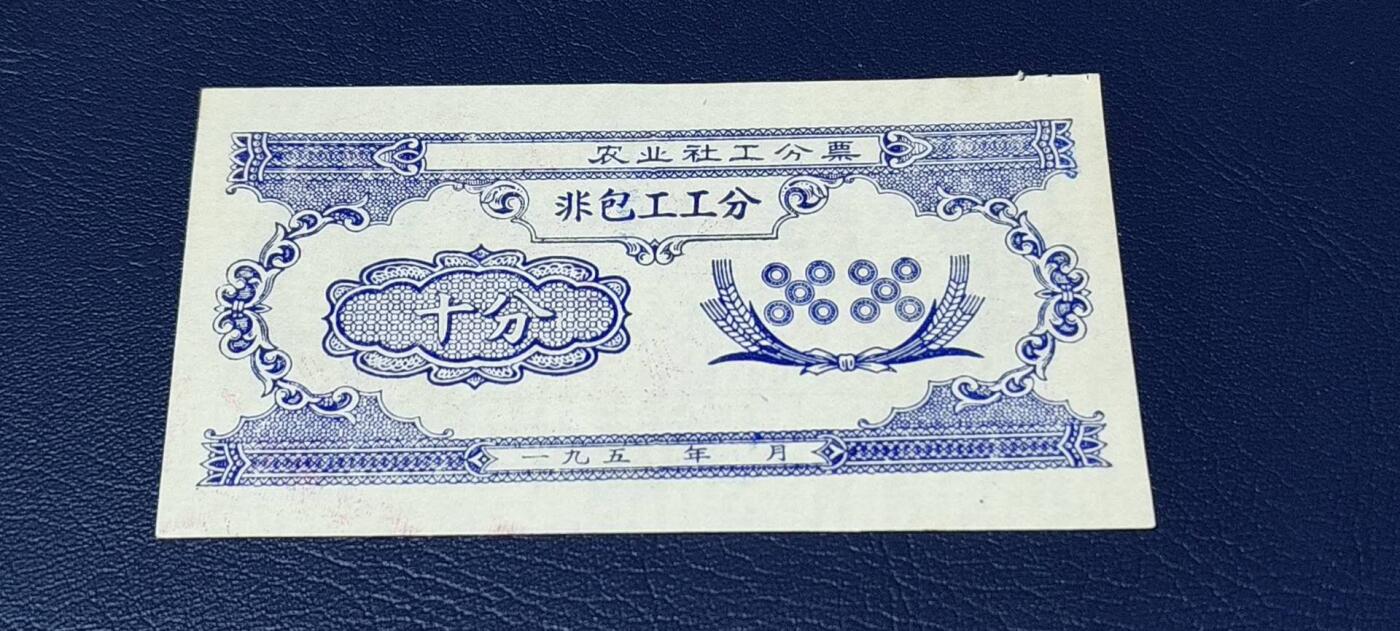 农业社工分票
非包工工分
十分
一九五 年 月